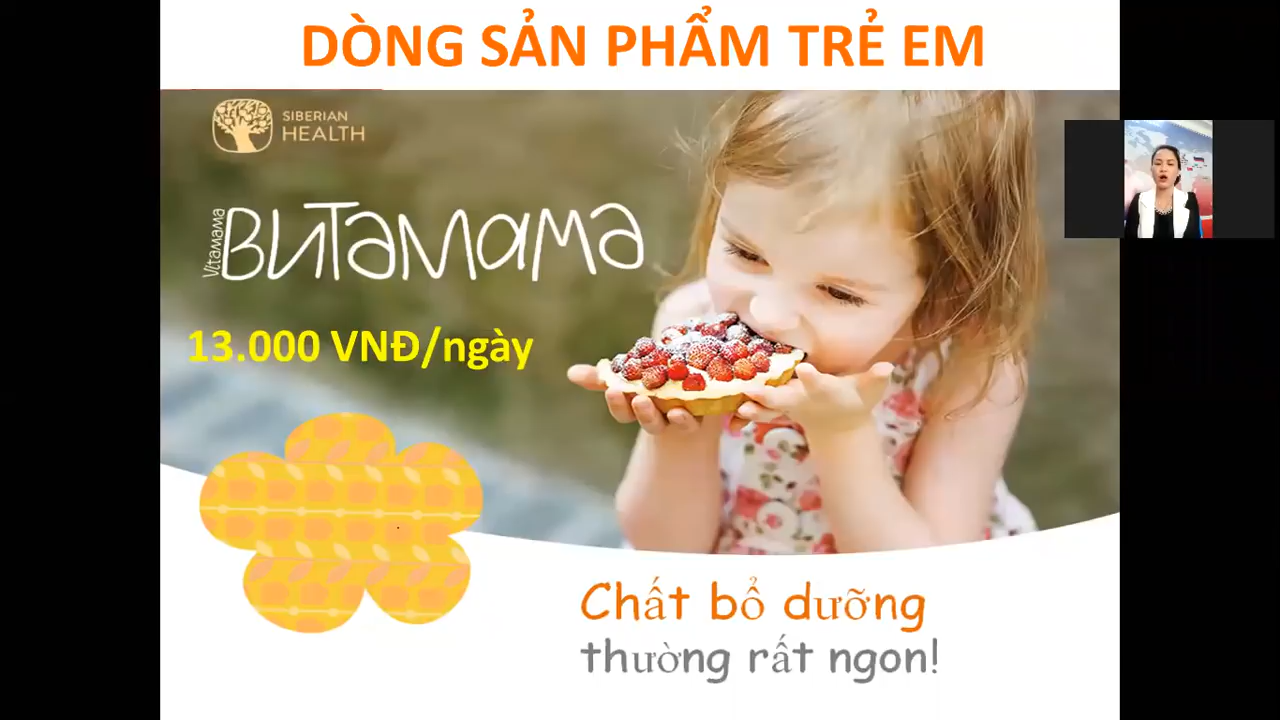 DÒNG SẢN PHẨM TRẺ EM
SIBERIAN
HEALTH
Vitamama
ВИТАМАМА
13.000 VNĐ/ngày
Chất bổ dưỡng
thường rất ngon!